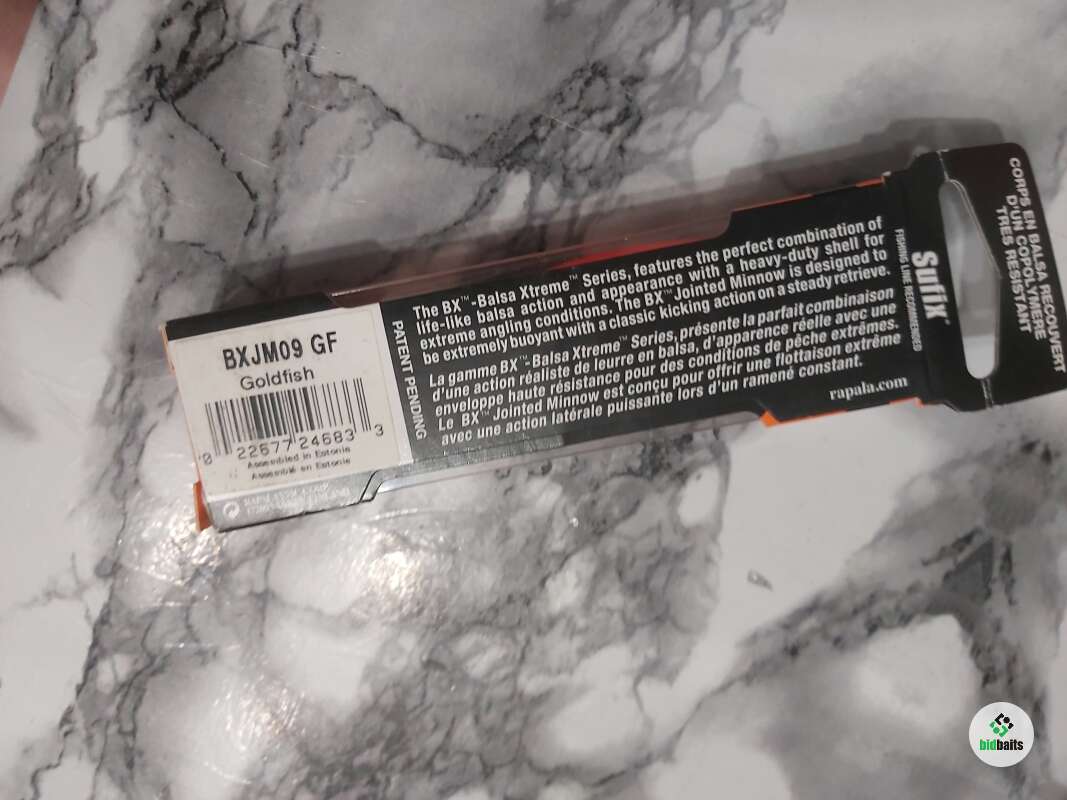 BXJM09 GF
Goldfish
0 22677 24683 3
Assembled in Estonia
Assemblé en Estonie
PATENT PENDING
The BX™-Balsa Xtreme™ Series, features the perfect combination of
life-like balsa action and appearance with a heavy-duty shell for
extreme angling conditions. The BX™ Jointed Minnow is designed to
be extremely buoyant with a classic kicking action on a steady retrieve.
La gamme BX™-Balsa Xtreme™ Series, présente la parfait combinaison
d'une action réaliste de leurre en balsa, d'apparence réelle avec une
enveloppe haute résistance pour des conditions de pêche extrêmes.
Le BX™ Jointed Minnow est conçu pour offrir une flottaison extrême
avec une action latérale puissante lors d'un ramené constant.
rapala.com
Sufix®
FISHING LINE RECOMMENDED
CORPS EN BALSA RECOUVERT
D'UN COPOLYMÈRE
TRES RESISTANT
bidbaits